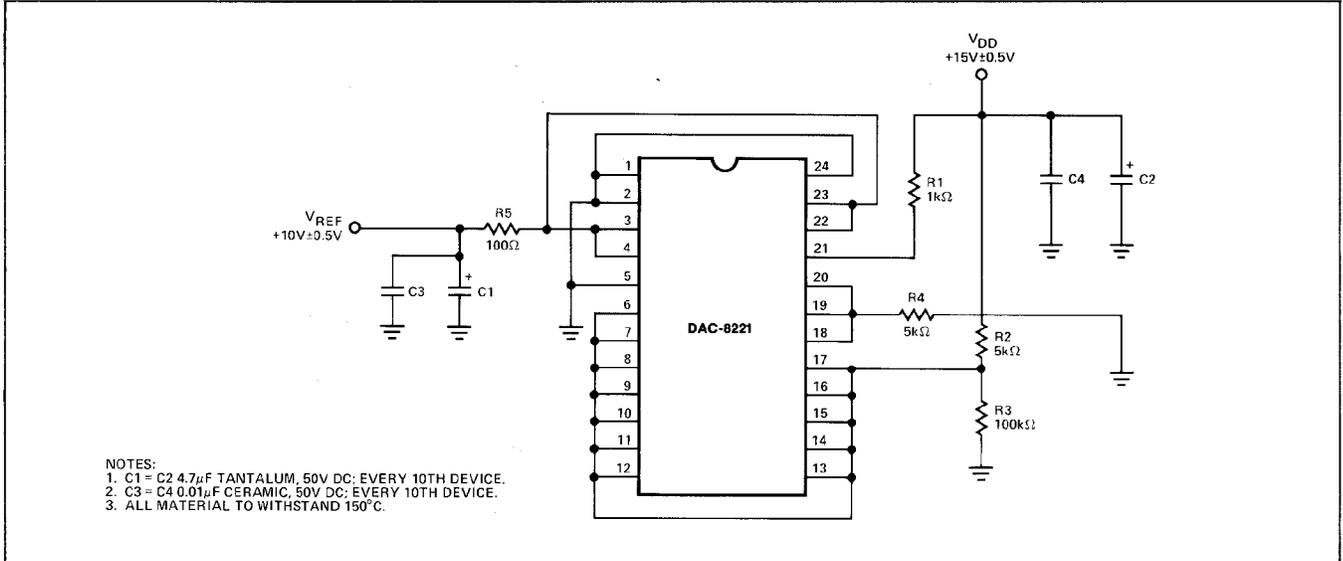 VDD
+15V±0.5V
1
2
3
4
5
6
7
8
9
10
11
12
24
23
22
21
20
19
18
17
16
15
14
13
DAC-8221
VREF
+10V±0.5V
R5
100Ω
C3
+
C1
R1
1kΩ
C4
+
C2
R4
5kΩ
R2
5kΩ
R3
100kΩ
NOTES:
1. C1 = C2 4.7μF TANTALUM, 50V DC; EVERY 10TH DEVICE.
2. C3 = C4 0.01μF CERAMIC, 50V DC; EVERY 10TH DEVICE.
3. ALL MATERIAL TO WITHSTAND 150°C.